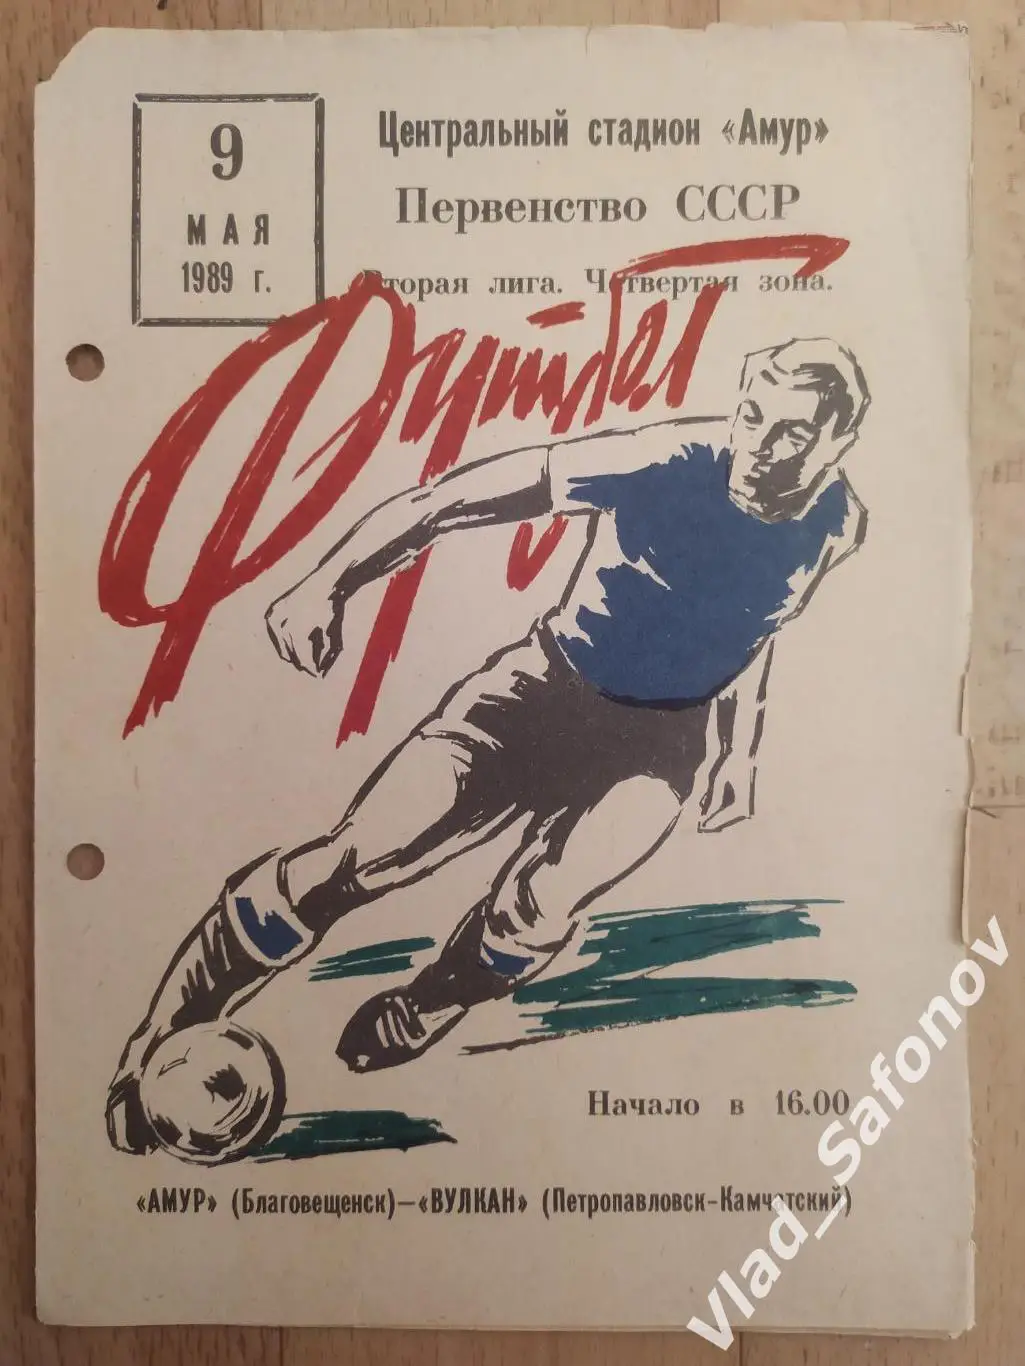 9
МАЯ
1989 г.
Центральный стадион «Амур»
Первенство СССР
Вторая лига. Четвертая зона.
Футбол
Начало в 16.00
«АМУР» (Благовещенск)—«ВУЛКАН» (Петропавловск-Камчатский)
Vlad_Safonov